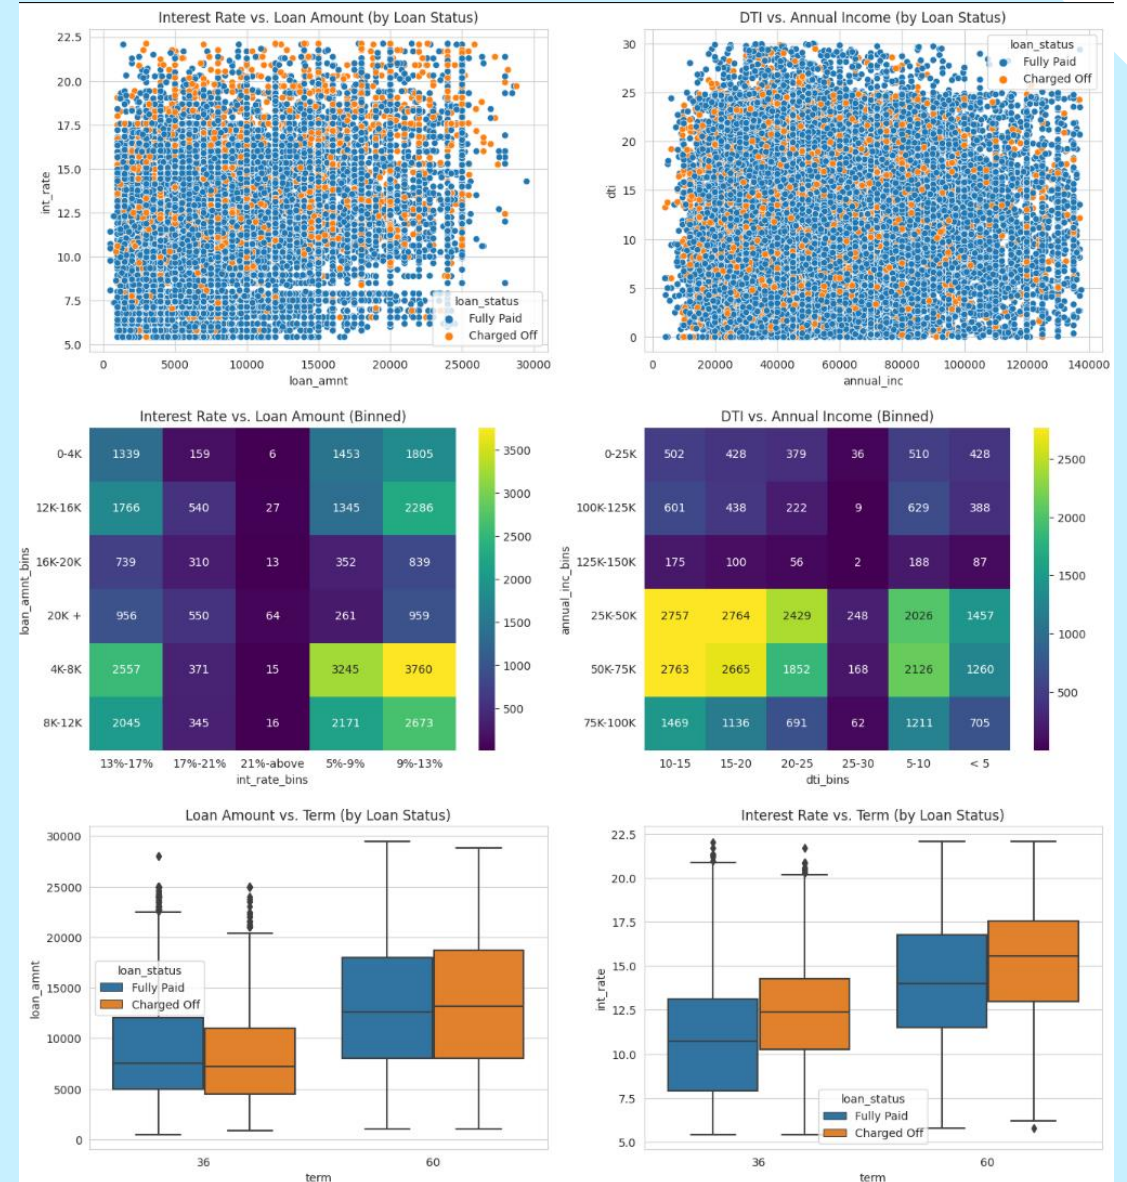 Interest Rate vs. Loan Amount (by Loan Status)
22.5
20.0
17.5
15.0
12.5
10.0
7.5
5.0
int_rate
loan_status
Fully Paid
Charged Off
0
5000
10000
15000
20000
25000
30000
loan_amnt
DTI vs. Annual Income (by Loan Status)
30
25
20
15
10
5
0
dti
loan_status
Fully Paid
Charged Off
0
20000
40000
60000
80000
100000
120000
140000
annual_inc
Interest Rate vs. Loan Amount (Binned)
loan_amnt_bins
0-4K 1339 159 6 1453 1805
12K-16K 1766 540 27 1345 2286
16K-20K 739 310 13 352 839
20K + 956 550 64 261 959
4K-8K 2557 371 15 3245 3760
8K-12K 2045 345 16 2171 2673
13%-17% 17%-21% 21%-above 5%-9% 9%-13%
int_rate_bins
3500
3000
2500
2000
1500
1000
500
DTI vs. Annual Income (Binned)
annual_inc_bins
0-25K 502 428 379 36 510 428
100K-125K 601 438 222 9 629 388
125K-150K 175 100 56 2 188 87
25K-50K 2757 2764 2429 248 2026 1457
50K-75K 2763 2665 1852 168 2126 1260
75K-100K 1469 1136 691 62 1211 705
10-15 15-20 20-25 25-30 5-10 < 5
dti_bins
2500
2000
1500
1000
500
Loan Amount vs. Term (by Loan Status)
30000
25000
20000
15000
10000
5000
0
loan_amnt
loan_status
Fully Paid
Charged Off
36
60
term
Interest Rate vs. Term (by Loan Status)
22.5
20.0
17.5
15.0
12.5
10.0
7.5
5.0
int_rate
loan_status
Fully Paid
Charged Off
36
60
term